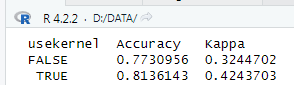 R 4.2.2 · D:/DATA/
usekernel Accuracy Kappa
FALSE 0.7730956 0.3244702
TRUE 0.8136143 0.4243703